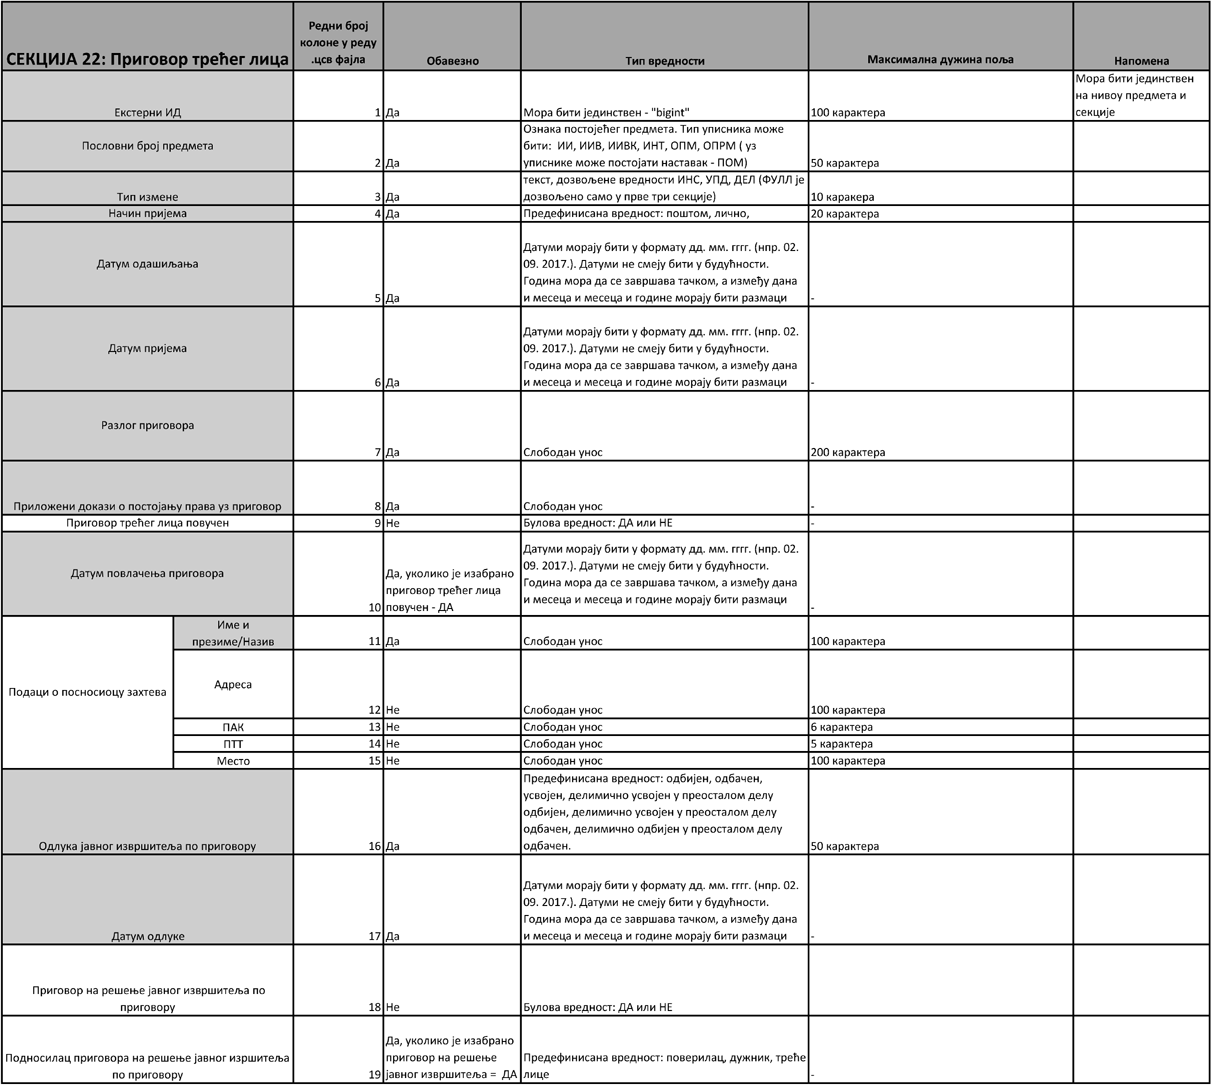 СЕКЦИЈА 22: Приговор трећег лица
Редни број
колоне у реду
.цсв фајла
Обавезно
Тип вредности
Максимална дужина поља
Напомена
Екстерни ИД
1
Да
Мора бити јединствен - "bigint"
100 карактера
Мора бити јединствен
на нивоу предмета и
секције
Пословни број предмета
2
Да
Ознака постојећег предмета. Тип уписника може
бити: ИИ, ИИВ, ИИВК, ИНТ, ОПМ, ОПРМ ( уз
уписнике може постојати наставак - ПОМ)
50 карактера
Тип измене
3
Да
текст, дозвољене вредности ИНС, УПД, ДЕЛ (ФУЛЛ је
дозвољено само у прве три секције)
10 каракера
Начин пријема
4
Да
Предефинисана вредност: поштом, лично,
20 карактера
Датум одашиљања
5
Да
Датуми морају бити у формату дд. мм. гггг. (нпр. 02.
09. 2017.). Датуми не смеју бити у будућности.
Година мора да се завршава тачком, а између дана
и месеца и месеца и године морају бити размаци
-
Датум пријема
6
Да
Датуми морају бити у формату дд. мм. гггг. (нпр. 02.
09. 2017.). Датуми не смеју бити у будућности.
Година мора да се завршава тачком, а између дана
и месеца и месеца и године морају бити размаци
-
Разлог приговора
7
Да
Слободан унос
200 карактера
Приложени докази о постојању права уз приговор
8
Да
Слободан унос
-
Приговор трећег лица повучен
9
Не
Булова вредност: ДА или НЕ
-
Датум повлачења приговора
10
Да, уколико је изабрано
приговор трећег лица
повучен - ДА
Датуми морају бити у формату дд. мм. гггг. (нпр. 02.
09. 2017.). Датуми не смеју бити у будућности.
Година мора да се завршава тачком, а између дана
и месеца и месеца и године морају бити размаци
-
Подаци о посносиоцу захтева
Име и
презиме/Назив
11
Да
Слободан унос
100 карактера
Адреса
12
Не
Слободан унос
100 карактера
ПАК
13
Не
Слободан унос
6 карактера
ПТТ
14
Не
Слободан унос
5 карактера
Место
15
Не
Слободан унос
100 карактера
Одлука јавног извршитеља по приговору
16
Да
Предефинисана вредност: одбијен, одбачен,
усвојен, делимично усвојен у преосталом делу
одбијен, делимично усвојен у преосталом делу
одбачен, делимично одбијен у преосталом делу
одбачен.
50 карактера
Датум одлуке
17
Да
Датуми морају бити у формату дд. мм. гггг. (нпр. 02.
09. 2017.). Датуми не смеју бити у будућности.
Година мора да се завршава тачком, а између дана
и месеца и месеца и године морају бити размаци
-
Приговор на решење јавног извршитеља по
приговору
18
Не
Булова вредност: ДА или НЕ
Подносилац приговора на решење јавног изршитеља
по приговору
19
Да, уколико је изабрано
приговор на решење
јавног извршитеља = ДА
Предефинисана вредност: поверилац, дужник, треће
лице
-